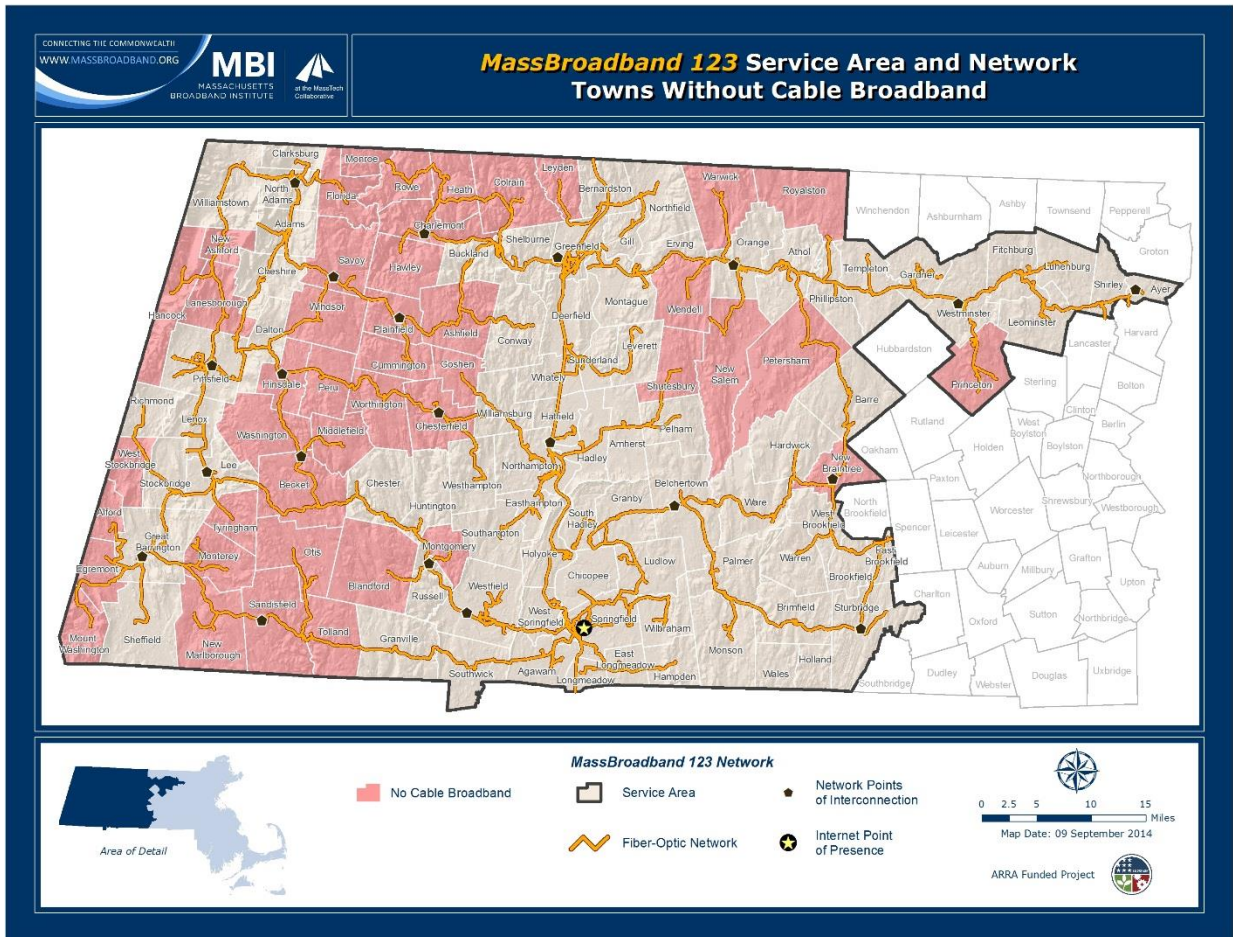 CONNECTING THE COMMONWEALTH
WWW.MASSBROADBAND.ORG
MBI
MASSACHUSETTS
BROADBAND INSTITUTE
at the MassTech
Collaborative
MassBroadband 123 Service Area and Network
Towns Without Cable Broadband
Clarksburg
Monroe
Leyden
Rowe
Heath
Colrain
Bernardston
Warwick
Royalston
North
Adams
Florida
Williamstown
Northfield
Winchendon
Ashburnham
Ashby
Townsend
Pepperell
Groton
Adams
Charlemont
Shelburne
Greenfield
Gill
Erving
Orange
Athol
Fitchburg
Lunenburg
New
Ashford
Buckland
Templeton
Gardner
Shirley
Ayer
Cheshire
Savoy
Hawley
Montague
Phillipston
Westminster
Leominster
Lanesborough
Hancock
Windsor
Plainfield
Ashfield
Conway
Deerfield
Wendell
Harvard
Dalton
Cummington
Goshen
Sunderland
Leverett
Petersham
Hubbardston
Lancaster
Pittsfield
Hinsdale
Peru
Whately
Shutesbury
New
Salem
Princeton
Sterling
Bolton
Richmond
Worthington
Williamsburg
Hatfield
Barre
Rutland
Clinton
Berlin
Lenox
Washington
Middlefield
Chesterfield
Pelham
Amherst
Hadley
Hardwick
Oakham
Holden
West
Boylston
Boylston
West
Stockbridge
Stockbridge
Lee
Becket
Chester
Westhampton
Northampton
Belchertown
New
Braintree
Paxton
Northborough
Shrewsbury
Westborough
Worcester
Alford
Tyringham
Huntington
Easthampton
Southampton
South
Hadley
Granby
Ware
West
Brookfield
North
Brookfield
Spencer
Leicester
Great
Barrington
Monterey
Otis
Montgomery
Holyoke
Ludlow
Palmer
Warren
East
Brookfield
Brookfield
Auburn
Millbury
Grafton
Upton
Egremont
Blandford
Russell
Westfield
Chicopee
Charlton
Sandisfield
West
Springfield
Springfield
Wilbraham
Brimfield
Sturbridge
Oxford
Sutton
Northbridge
Mount
Washington
Sheffield
New
Marlborough
Tolland
Granville
Southwick
Agawam
Longmeadow
East
Longmeadow
Hampden
Monson
Wales
Holland
Southbridge
Dudley
Webster
Douglas
Uxbridge
Area of Detail
No Cable Broadband
MassBroadband 123 Network
Service Area
Fiber-Optic Network
Network Points
of Interconnection
Internet Point
of Presence
0 2.5 5 10 15
Miles
Map Date: 09 September 2014
ARRA Funded Project